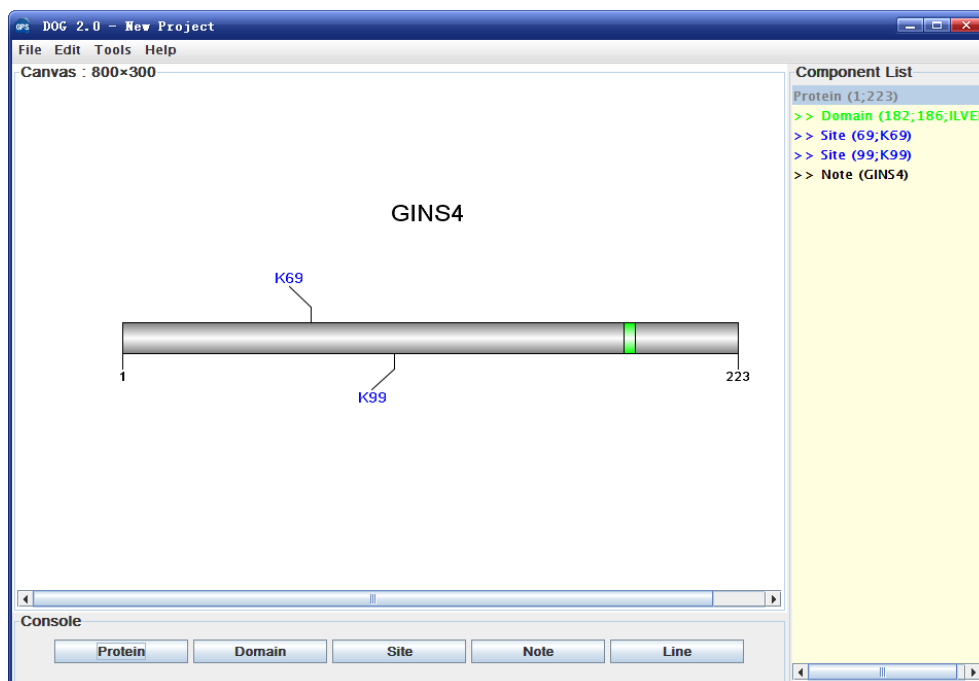 GPS DOG 2.0 - New Project
File Edit Tools Help
Canvas : 800×300
Component List
Protein (1;223)
>> Domain (182;186;ILVE
>> Site (69;K69)
>> Site (99;K99)
>> Note (GINS4)
GINS4
K69
1
223
K99
Console
Protein Domain Site Note Line